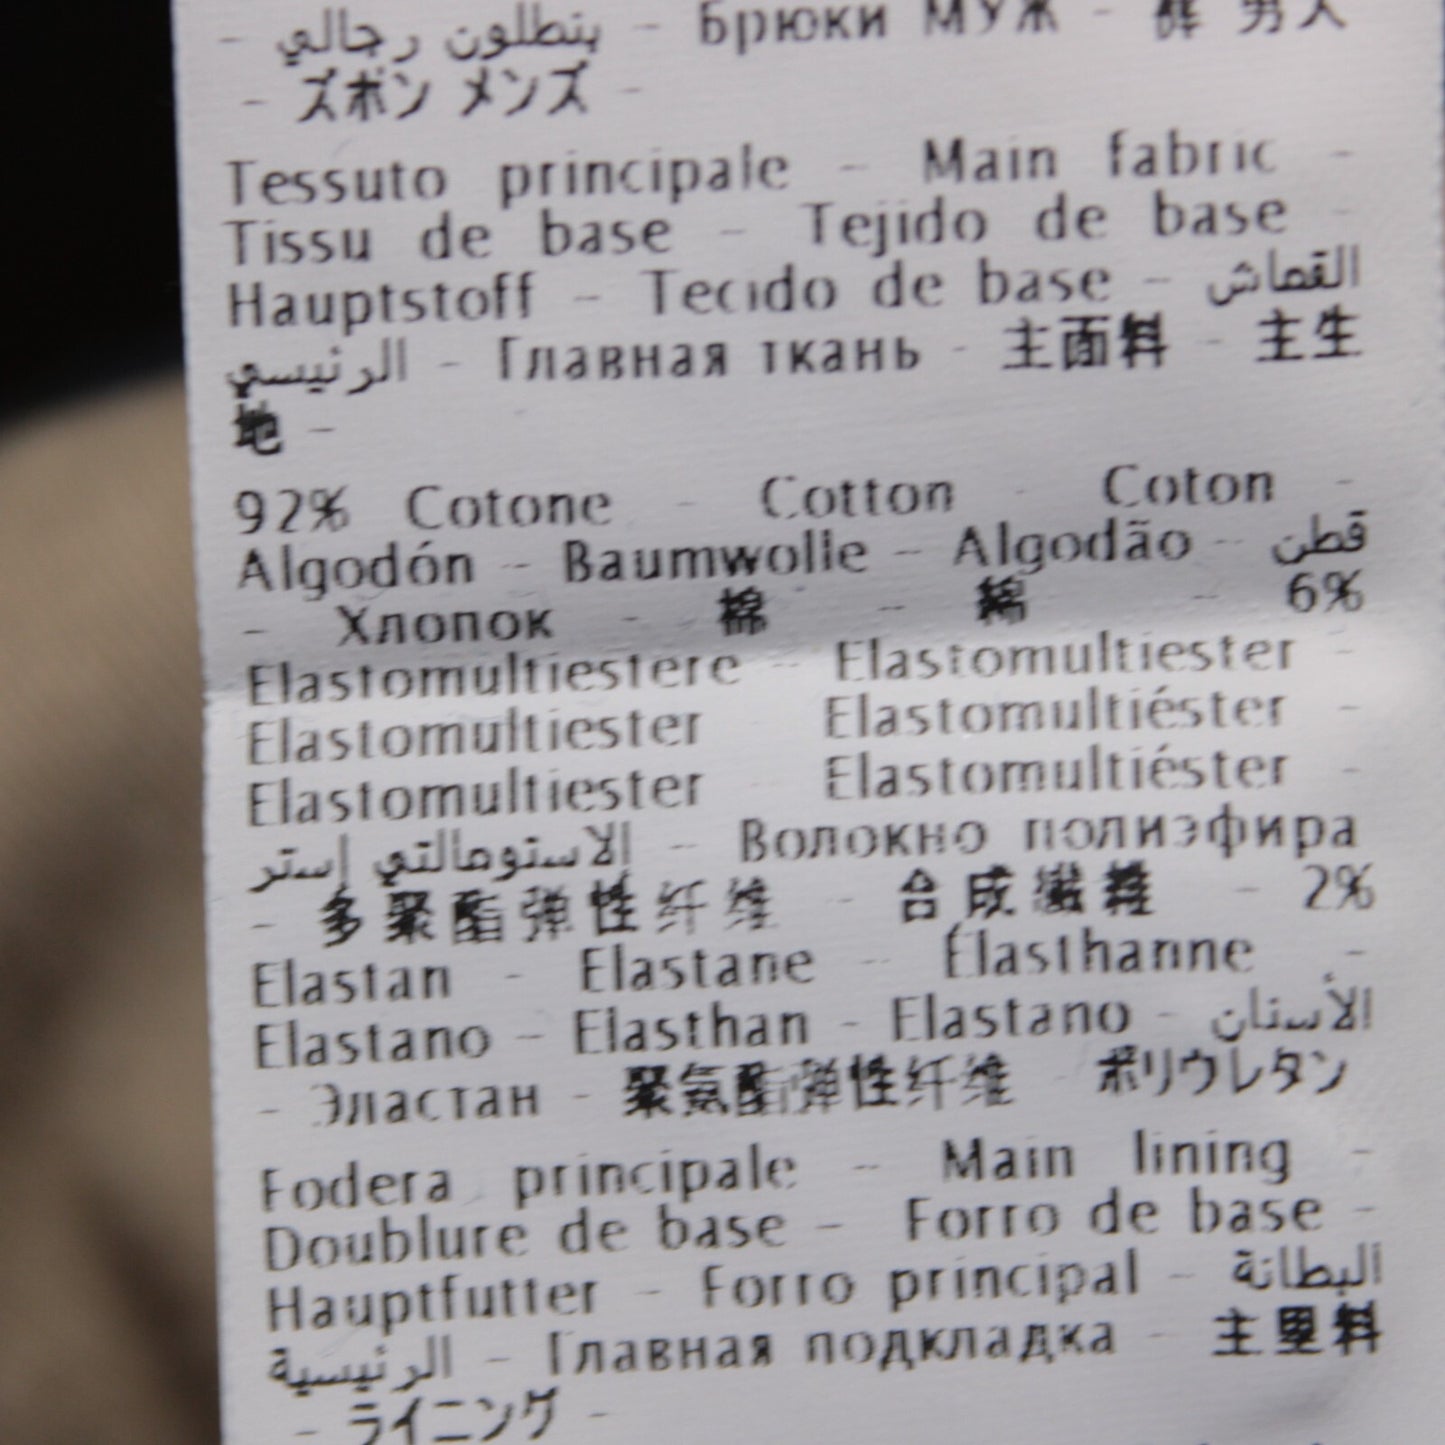 - بنطلون رجالي - Брюки МУЖ - 裤 男人
- ズボン メンズ -
Tessuto principale - Main fabric -
Tissu de base - Tejido de base -
Hauptstoff - Tecido de base - القماش
الرئيسي - Главная ткань - 主面料 - 主生
地 -
92% Cotone - Cotton - Coton -
Algodón - Baumwolle - Algodão - قطن
- Хлопок - 棉 - 綿 - 6%
Elastomultiestere - Elastomultiester -
Elastomultiester - Elastomultiéster -
Elastomultiester - Elastomultiéster -
الاستومالتي إستر - Волокно полиэфира
- 多聚酯弹性纤维 - 合成繊維 - 2%
Elastan - Elastane - Élasthanne -
Elastano - Elasthan - Elastano - الأستان
- Эластан - 聚氨酯弹性纤维 - ポリウレタン
Fodera principale - Main lining -
Doublure de base - Forro de base -
Hauptfutter - Forro principal - البطانة
الرئيسية - Главная подкладка - 主里料
- ライニング -